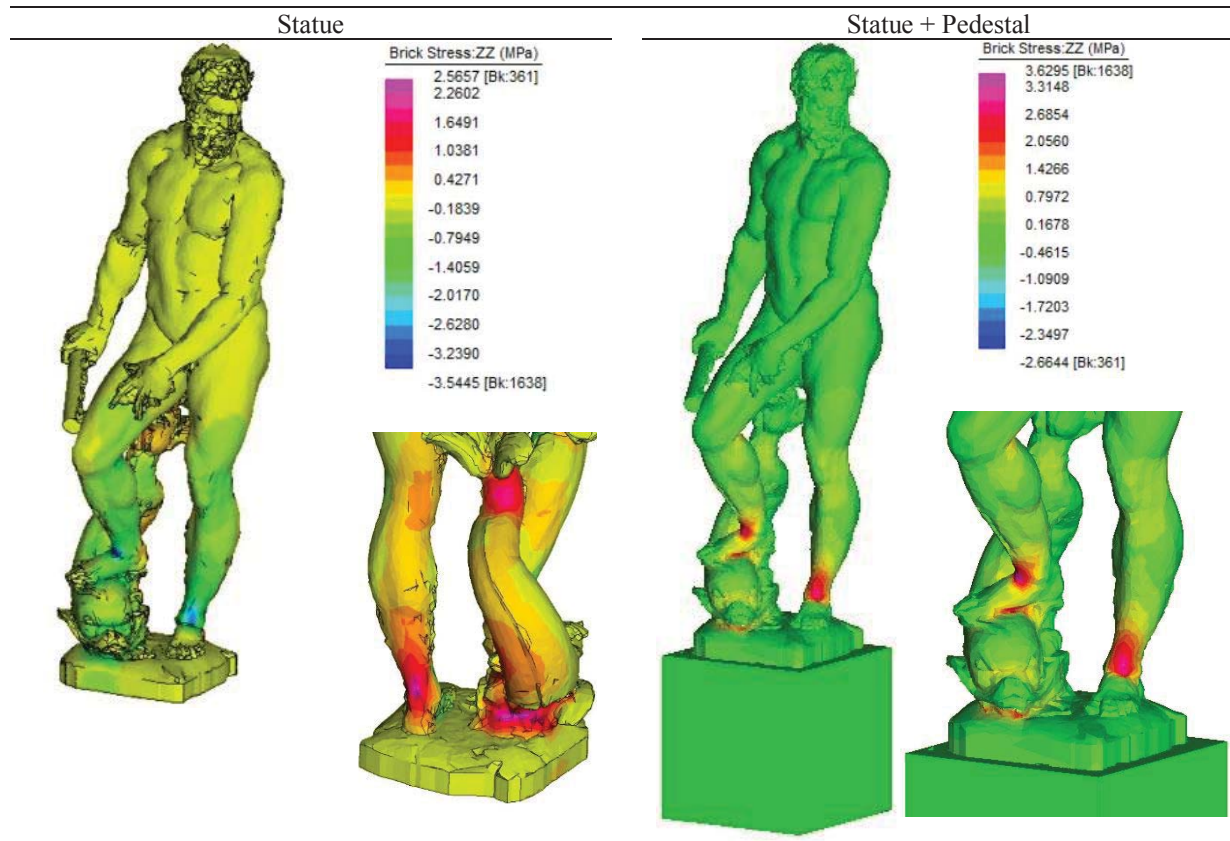 Statue
Brick Stress:ZZ (MPa)
2.5657 [Bk:361]
2.2602
1.6491
1.0381
0.4271
-0.1839
-0.7949
-1.4059
-2.0170
-2.6280
-3.2390
-3.5445 [Bk:1638]
Statue + Pedestal
Brick Stress:ZZ (MPa)
3.6295 [Bk:1638]
3.3148
2.6854
2.0560
1.4266
0.7972
0.1678
-0.4615
-1.0909
-1.7203
-2.3497
-2.6644 [Bk:361]